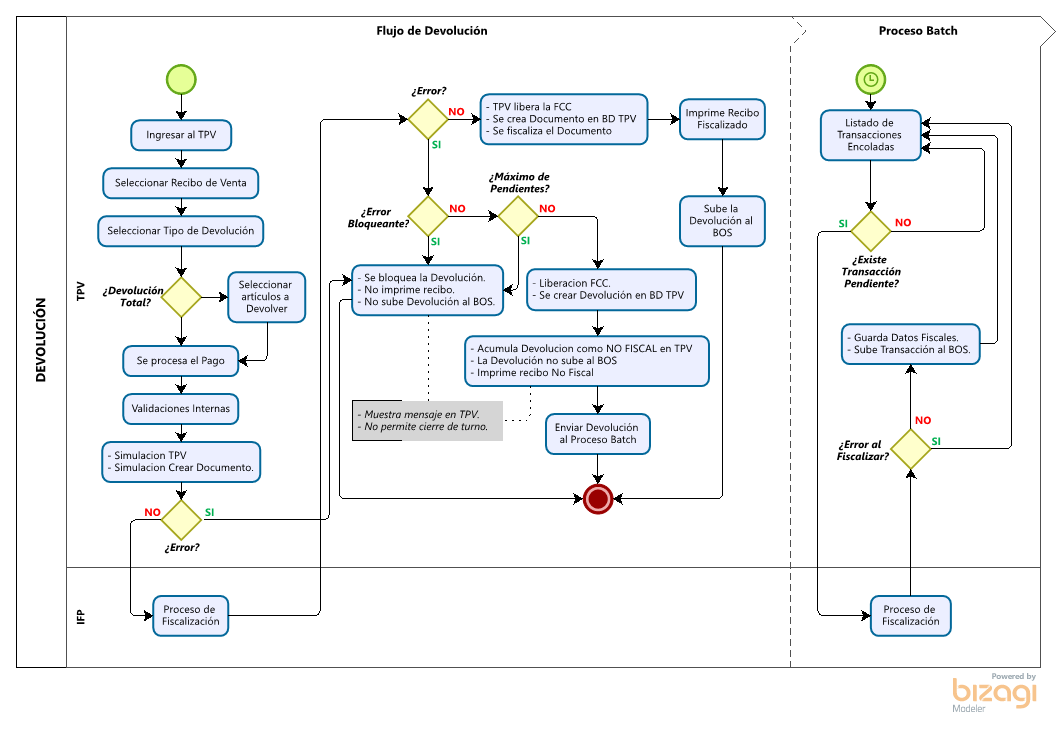 Flujo de Devolución
Proceso Batch
DEVOLUCIÓN
TPV
IFP
Ingresar al TPV
Seleccionar Recibo de Venta
Seleccionar Tipo de Devolución
¿Devolución
Total?
Seleccionar
artículos a
Devolver
Se procesa el Pago
Validaciones Internas
- Simulacion TPV
- Simulacion Crear Documento.
NO
SI
¿Error?
Proceso de
Fiscalización
¿Error?
NO
SI
- TPV libera la FCC
- Se crea Documento en BD TPV
- Se fiscaliza el Documento
Imprime Recibo
Fiscalizado
Sube la
Devolución al
BOS
¿Error
Bloqueante?
NO
SI
¿Máximo de
Pendientes?
NO
SI
- Se bloquea la Devolución.
- No imprime recibo.
- No sube Devolución al BOS.
- Liberacion FCC.
- Se crear Devolución en BD TPV
- Acumula Devolucion como NO FISCAL en TPV
- La Devolución no sube al BOS
- Imprime recibo No Fiscal
- Muestra mensaje en TPV.
- No permite cierre de turno.
Enviar Devolución
al Proceso Batch
Listado de
Transacciones
Encoladas
SI
NO
¿Existe
Transacción
Pendiente?
- Guarda Datos Fiscales.
- Sube Transacción al BOS.
NO
SI
¿Error al
Fiscalizar?
Proceso de
Fiscalización
Powered by
bizagi
Modeler